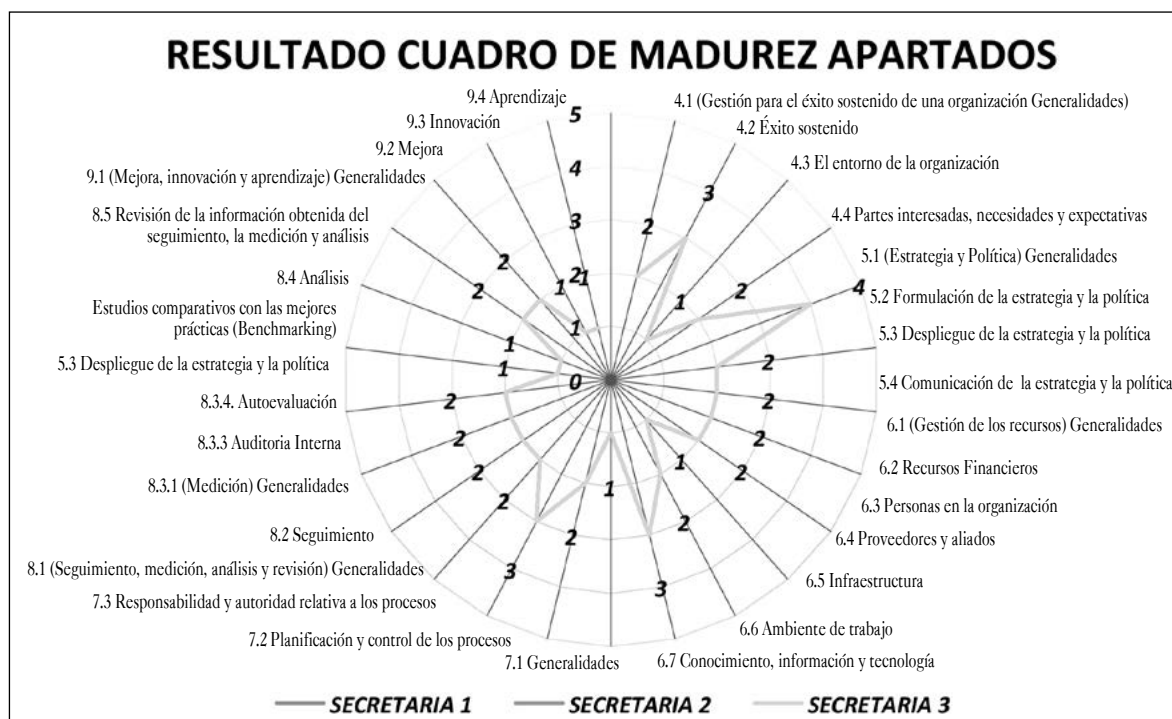 RESULTADO CUADRO DE MADUREZ APARTADOS
9.4 Aprendizaje
5
4.1 (Gestión para el éxito sostenido de una organización Generalidades)
9.3 Innovación
4.2 Éxito sostenido
9.2 Mejora
4
4.3 El entorno de la organización
9.1 (Mejora, innovación y aprendizaje) Generalidades
3
8.5 Revisión de la información obtenida del
seguimiento, la medición y análisis
3
2
4.4 Partes interesadas, necesidades y expectativas
5.1 (Estrategia y Política) Generalidades
2
2
1
1
8.4 Análisis
2
1
2
4
5.2 Formulación de la estrategia y la política
Estudios comparativos con las mejores
prácticas (Benchmarking)
1
1
5.3 Despliegue de la estrategia y la política
5.3 Despliegue de la estrategia y la política
1
2
0
5.4 Comunicación de la estrategia y la política
8.3.4. Autoevaluación
2
2
6.1 (Gestión de los recursos) Generalidades
8.3.3 Auditoria Interna
2
2
6.2 Recursos Financieros
8.3.1 (Medición) Generalidades
2
1
2
6.3 Personas en la organización
8.2 Seguimiento
2
1
2
6.4 Proveedores y aliados
8.1 (Seguimiento, medición, análisis y revisión) Generalidades
3
2
3
6.5 Infraestructura
7.3 Responsabilidad y autoridad relativa a los procesos
6.6 Ambiente de trabajo
7.2 Planificación y control de los procesos
7.1 Generalidades
6.7 Conocimiento, información y tecnología
SECRETARIA 1
SECRETARIA 2
SECRETARIA 3